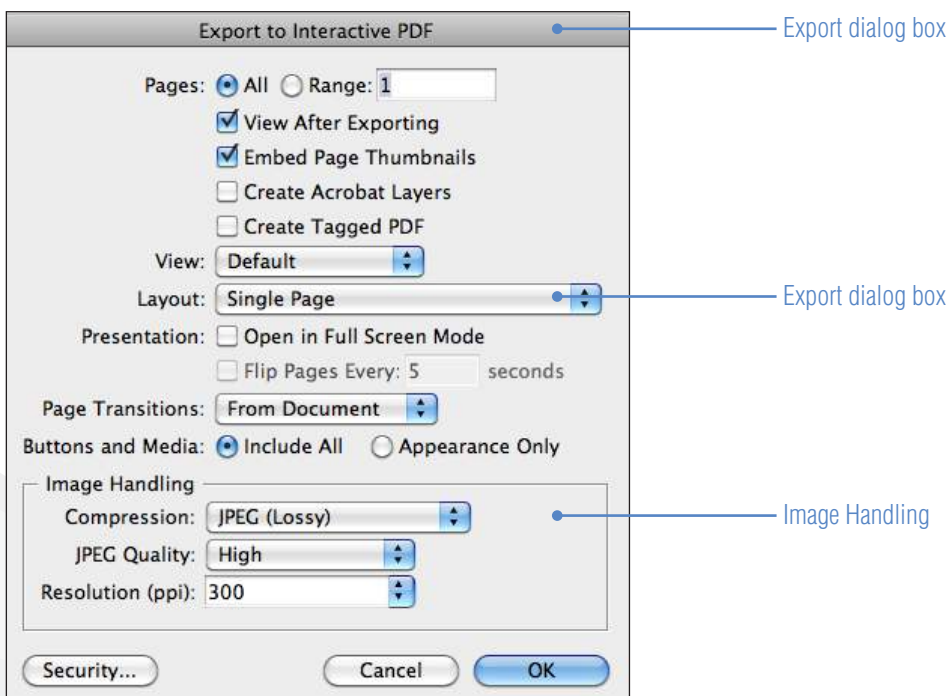 Export to Interactive PDF
Export dialog box
Pages: All Range: 1
View After Exporting
Embed Page Thumbnails
Create Acrobat Layers
Create Tagged PDF
View: Default
Layout: Single Page
Export dialog box
Presentation: Open in Full Screen Mode
Flip Pages Every: 5 seconds
Page Transitions: From Document
Buttons and Media: Include All Appearance Only
Image Handling
Compression: JPEG (Lossy)
Image Handling
JPEG Quality: High
Resolution (ppi): 300
Security... Cancel OK